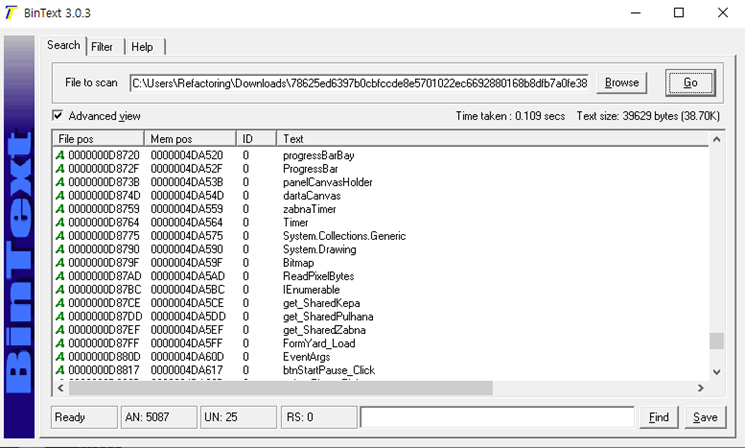 BinText 3.0.3
Search Filter Help
File to scan C:\Users\Refactoring\Downloads\78625ed6397b0cbfccde8e5701022ec6692880168b8dfb7a0fe38 Browse Go
Advanced view Time taken : 0.109 secs Text size: 39629 bytes (38.70K)
File pos Mem pos ID Text
A 0000000D8720 0000004DA520 0 progressBarBay
A 0000000D872F 0000004DA52F 0 ProgressBar
A 0000000D873B 0000004DA53B 0 panelCanvasHolder
A 0000000D874D 0000004DA54D 0 dartaCanvas
A 0000000D8759 0000004DA559 0 zabnaTimer
A 0000000D8764 0000004DA564 0 Timer
A 0000000D8775 0000004DA575 0 System.Collections.Generic
A 0000000D8790 0000004DA590 0 System.Drawing
A 0000000D879F 0000004DA59F 0 Bitmap
A 0000000D87AD 0000004DA5AD 0 ReadPixelBytes
A 0000000D87BC 0000004DA5BC 0 IEnumerable
A 0000000D87CE 0000004DA5CE 0 get_SharedKepa
A 0000000D87DD 0000004DA5DD 0 get_SharedPulhana
A 0000000D87EF 0000004DA5EF 0 get_SharedZabna
A 0000000D87FF 0000004DA5FF 0 FormYard_Load
A 0000000D880D 0000004DA60D 0 EventArgs
A 0000000D8817 0000004DA617 0 btnStartPause_Click
BinText
Ready AN: 5087 UN: 25 RS: 0 Find Save